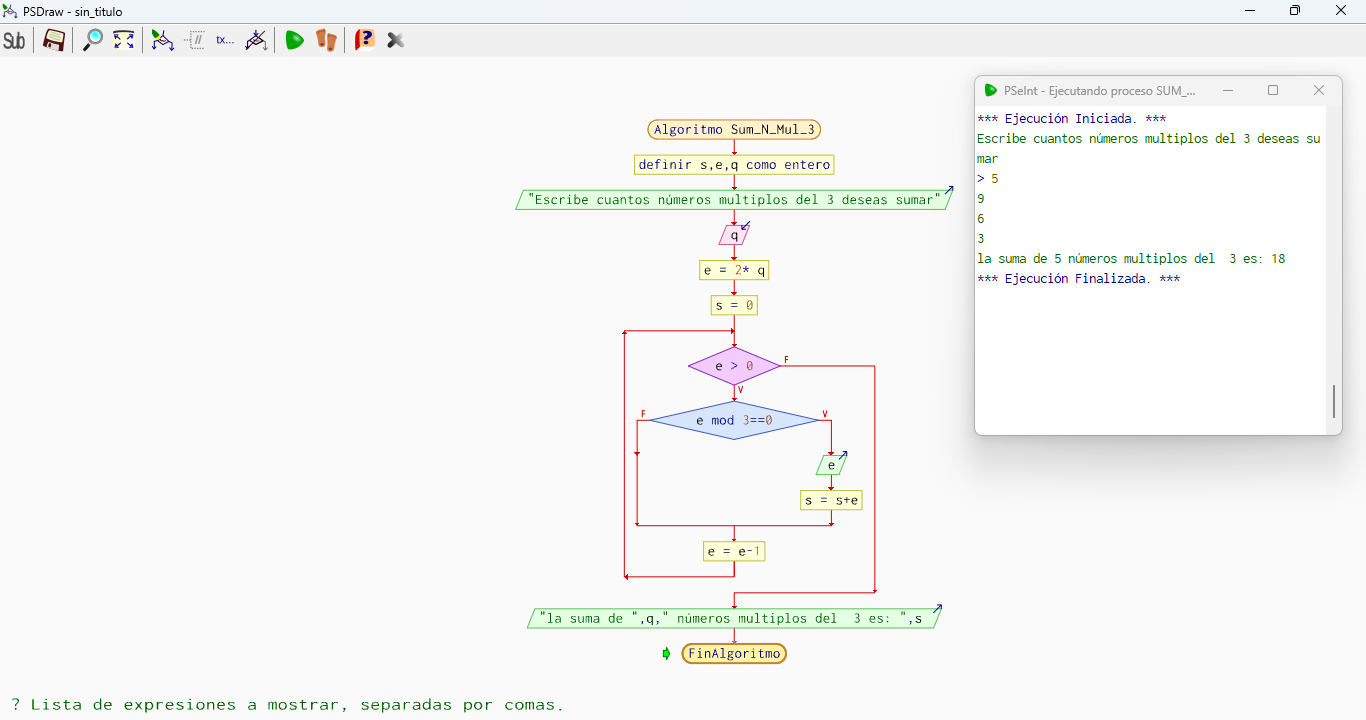 PSDraw - sin_titulo
Sub
tx...
?
Algoritmo Sum_N_Mul_3
definir s,e,q como entero
"Escribe cuantos números multiplos del 3 deseas sumar"
q
e = 2* q
s = 0
e > 0
F
V
e mod 3==0
F
V
e
s = s+e
e = e-1
"la suma de ",q," números multiplos del  3 es: ",s
FinAlgoritmo
PSeInt - Ejecutando proceso SUM_...
*** Ejecución Iniciada. ***
Escribe cuantos números multiplos del 3 deseas su
mar
> 5
9
6
3
la suma de 5 números multiplos del  3 es: 18
*** Ejecución Finalizada. ***
? Lista de expresiones a mostrar, separadas por comas.